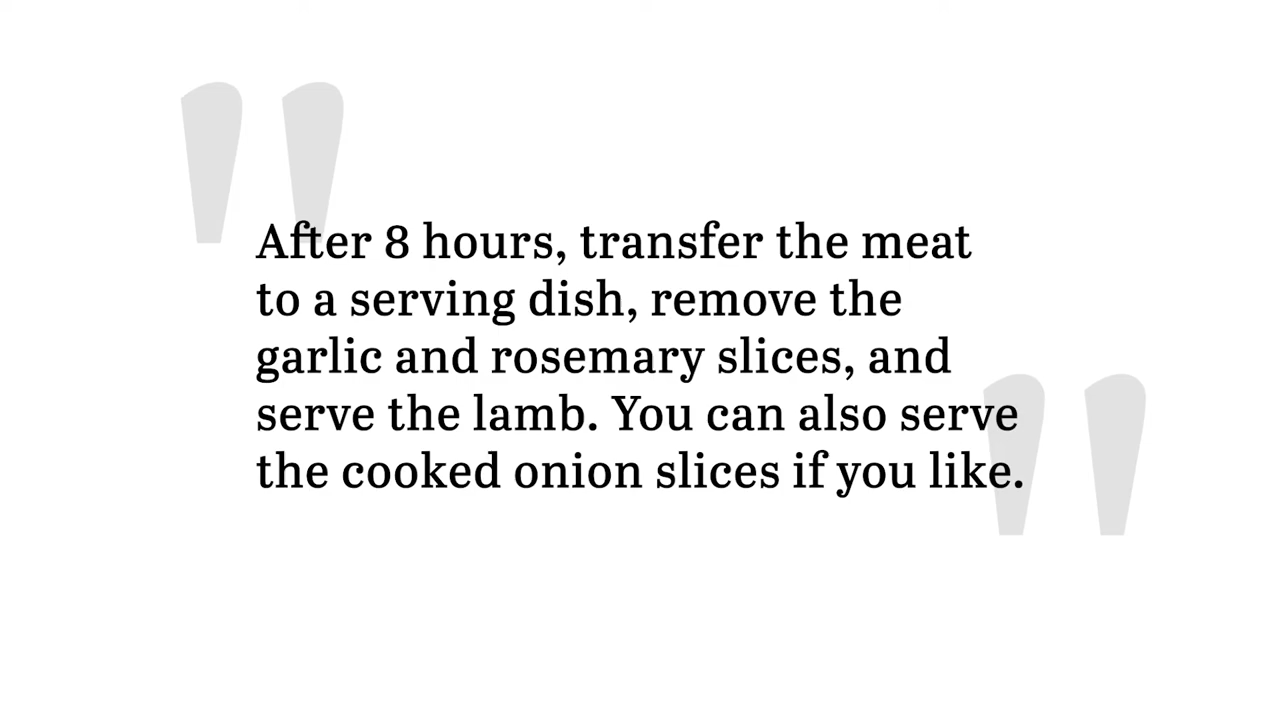 After 8 hours, transfer the meat
to a serving dish, remove the
garlic and rosemary slices, and
serve the lamb. You can also serve
the cooked onion slices if you like.